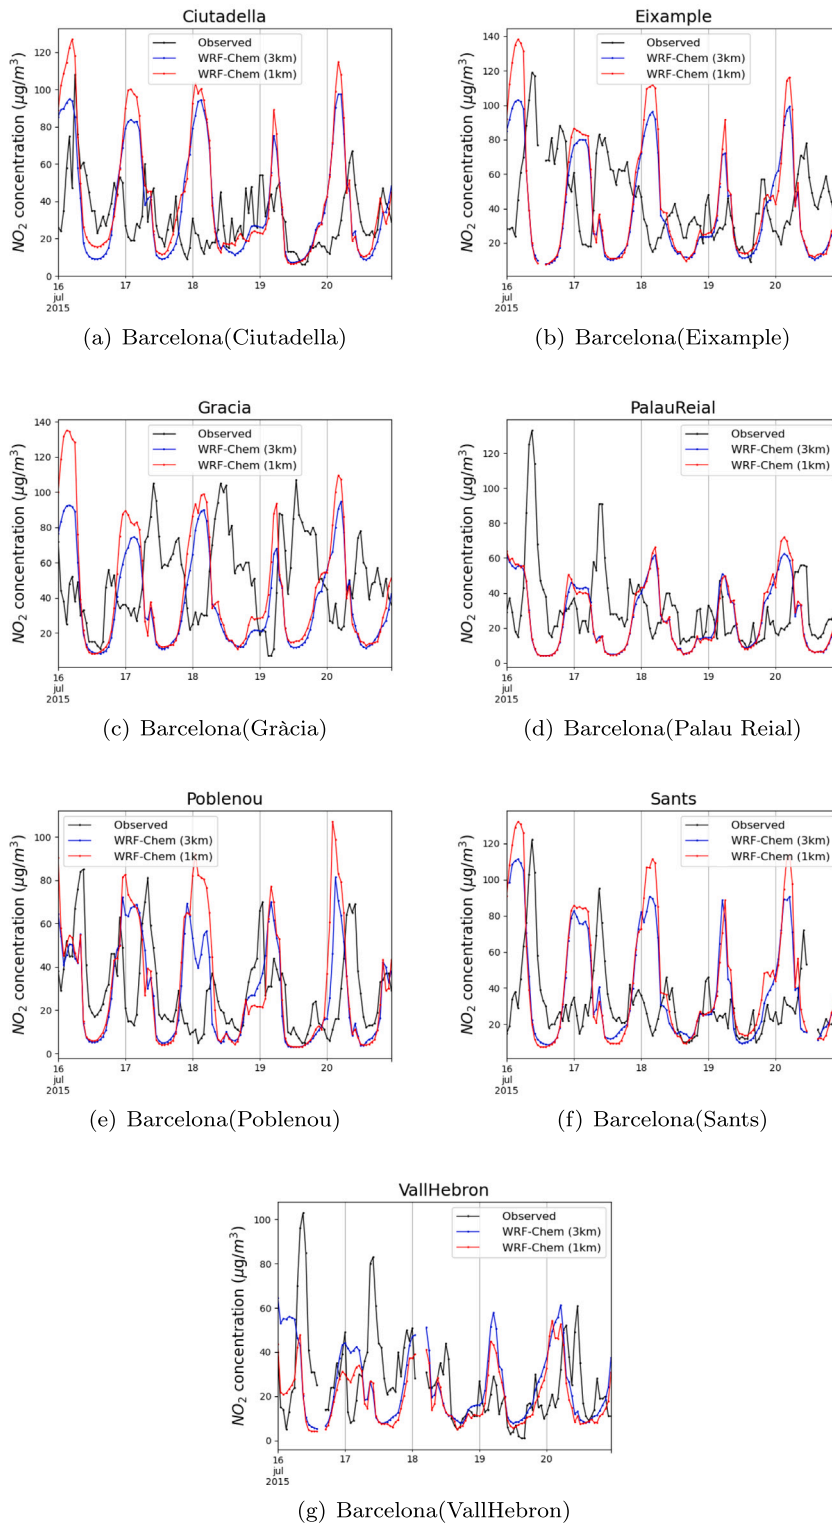 Ciutadella
NO2 concentration (μg/m³)
120
100
80
60
40
20
0
Observed
WRF-Chem (3km)
WRF-Chem (1km)
16
jul
2015
17
18
19
20
(a) Barcelona(Ciutadella)
Eixample
NO2 concentration (μg/m³)
140
120
100
80
60
40
20
Observed
WRF-Chem (3km)
WRF-Chem (1km)
16
jul
2015
17
18
19
20
(b) Barcelona(Eixample)
Gracia
NO2 concentration (μg/m³)
140
120
100
80
60
40
20
Observed
WRF-Chem (3km)
WRF-Chem (1km)
16
jul
2015
17
18
19
20
(c) Barcelona(Gràcia)
PalauReial
NO2 concentration (μg/m³)
120
100
80
60
40
20
0
Observed
WRF-Chem (3km)
WRF-Chem (1km)
16
jul
2015
17
18
19
20
(d) Barcelona(Palau Reial)
Poblenou
NO2 concentration (μg/m³)
100
80
60
40
20
0
Observed
WRF-Chem (3km)
WRF-Chem (1km)
16
jul
2015
17
18
19
20
(e) Barcelona(Poblenou)
Sants
NO2 concentration (μg/m³)
120
100
80
60
40
20
0
Observed
WRF-Chem (3km)
WRF-Chem (1km)
16
jul
2015
17
18
19
20
(f) Barcelona(Sants)
VallHebron
NO2 concentration (μg/m³)
100
80
60
40
20
0
Observed
WRF-Chem (3km)
WRF-Chem (1km)
16
jul
2015
17
18
19
20
(g) Barcelona(VallHebron)